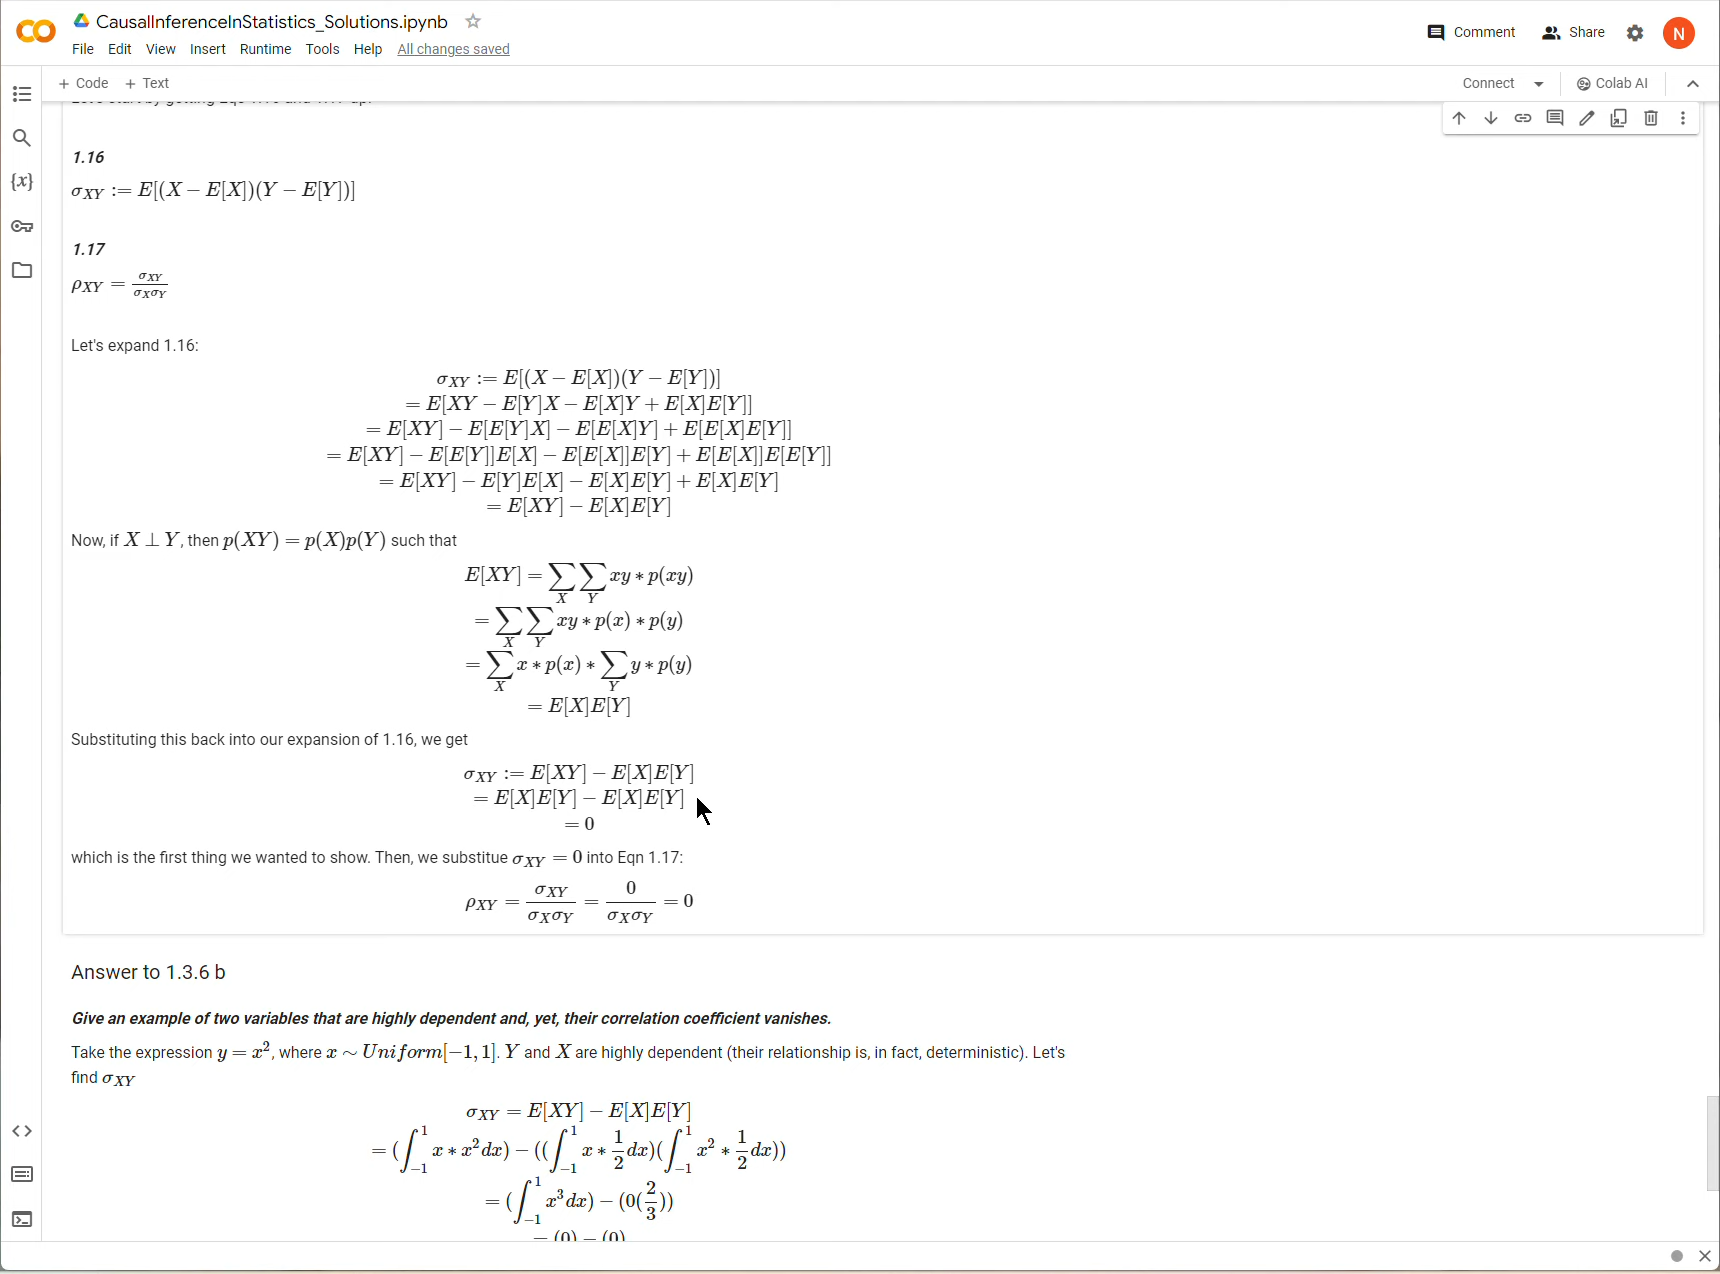 CausalInferenceInStatistics_Solutions.ipynb
File Edit View Insert Runtime Tools Help All changes saved
Comment Share N
+ Code + Text Connect Colab AI
1.16
σ_XY := E[(X − E[X])(Y − E[Y])]
1.17
ρ_XY = σ_XY / σ_Xσ_Y
Let's expand 1.16:
σ_XY := E[(X − E[X])(Y − E[Y])]
= E[XY − E[Y]X − E[X]Y + E[X]E[Y]]
= E[XY] − E[E[Y]X] − E[E[X]Y] + E[E[X]E[Y]]
= E[XY] − E[E[Y]]E[X] − E[E[X]]E[Y] + E[E[X]]E[E[Y]]
= E[XY] − E[Y]E[X] − E[X]E[Y] + E[X]E[Y]
= E[XY] − E[X]E[Y]
Now, if X ⊥ Y, then p(XY) = p(X)p(Y) such that
E[XY] = ∑_X ∑_Y xy * p(xy)
= ∑_X ∑_Y xy * p(x) * p(y)
= ∑_X x * p(x) * ∑_Y y * p(y)
= E[X]E[Y]
Substituting this back into our expansion of 1.16, we get
σ_XY := E[XY] − E[X]E[Y]
= E[X]E[Y] − E[X]E[Y]
= 0
which is the first thing we wanted to show. Then, we substitue σ_XY = 0 into Eqn 1.17:
ρ_XY = σ_XY / σ_Xσ_Y = 0 / σ_Xσ_Y = 0
Answer to 1.3.6 b
Give an example of two variables that are highly dependent and, yet, their correlation coefficient vanishes.
Take the expression y = x², where x ∼ Uniform[−1, 1]. Y and X are highly dependent (their relationship is, in fact, deterministic). Let's
find σ_XY
σ_XY = E[XY] − E[X]E[Y]
= (∫_{−1}^{1} x * x² dx) − ((∫_{−1}^{1} x * 1/2 dx)(∫_{−1}^{1} x² * 1/2 dx))
= (∫_{−1}^{1} x³ dx) − (0(2/3))
= (0) − (0)